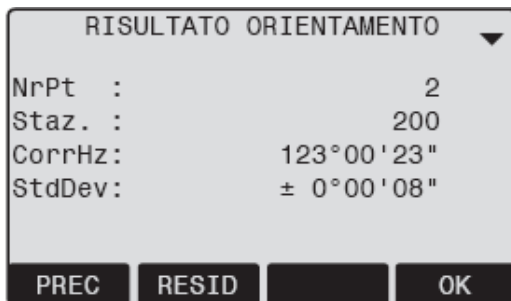 RISULTATO ORIENTAMENTO
NrPt : 2
Staz. : 200
CorrHz: 123°00'23"
StdDev: ± 0°00'08"
PREC RESID OK